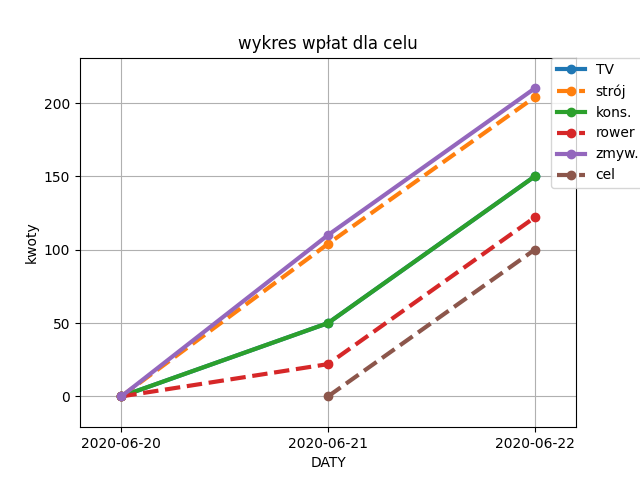 wykres wpłat dla celu
TV
strój
kons.
rower
zmyw.
cel
200
150
100
50
0
kwoty
2020-06-20
2020-06-21
2020-06-22
DATY